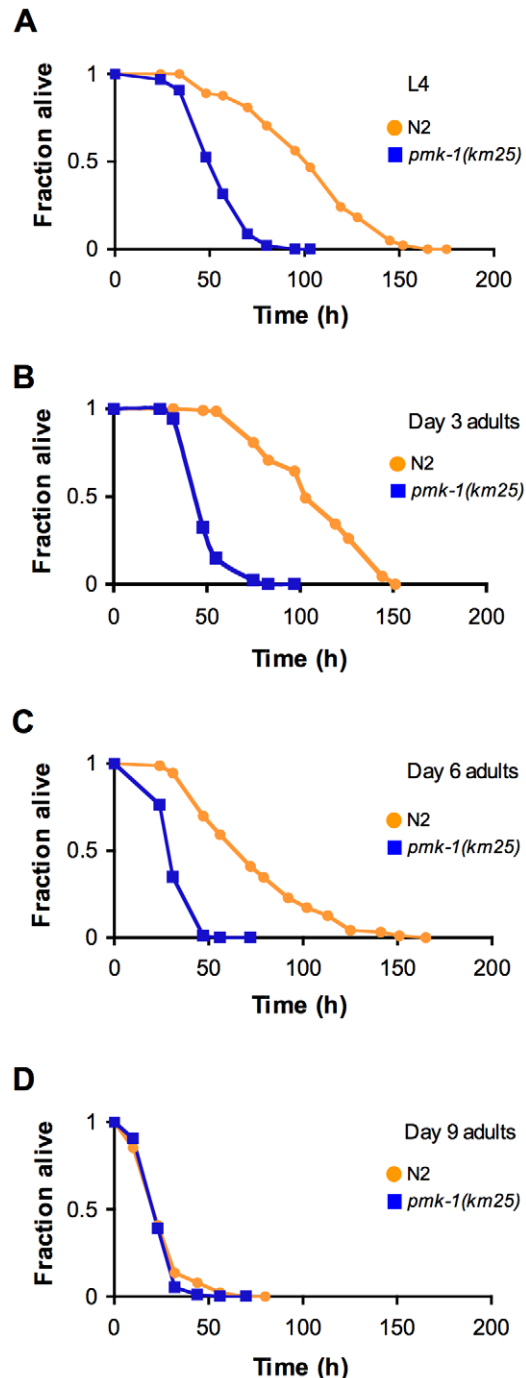 A
L4
N2
pmk-1(km25)
Fraction alive
1
0.5
0
0 50 100 150 200
Time (h)
B
Day 3 adults
N2
pmk-1(km25)
Fraction alive
1
0.5
0
0 50 100 150 200
Time (h)
C
Day 6 adults
N2
pmk-1(km25)
Fraction alive
1
0.5
0
0 50 100 150 200
Time (h)
D
Day 9 adults
N2
pmk-1(km25)
Fraction alive
1
0.5
0
0 50 100 150 200
Time (h)